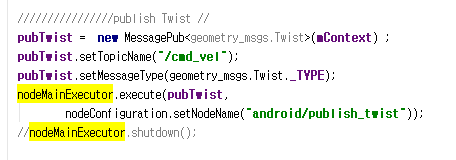 ////////////////publish Twist //
pubTwist =  new MessagePub<geometry_msgs.Twist>(mContext) ;
pubTwist.setTopicName("/cmd_vel");
pubTwist.setMessageType(geometry_msgs.Twist._TYPE);
nodeMainExecutor.execute(pubTwist,
        nodeConfiguration.setNodeName("android/publish_twist"));
//nodeMainExecutor.shutdown();